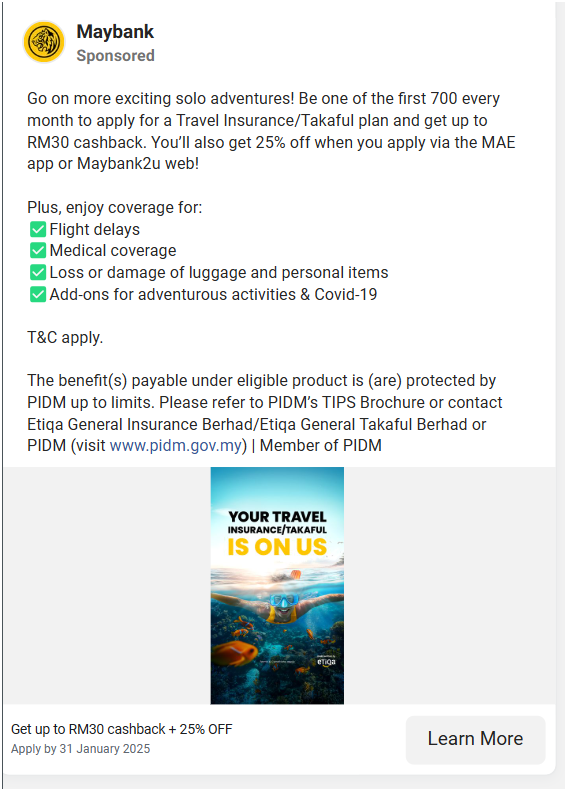 Maybank
Sponsored
Go on more exciting solo adventures! Be one of the first 700 every
month to apply for a Travel Insurance/Takaful plan and get up to
RM30 cashback. You’ll also get 25% off when you apply via the MAE
app or Maybank2u web!
Plus, enjoy coverage for:
✅Flight delays
✅Medical coverage
✅Loss or damage of luggage and personal items
✅Add-ons for adventurous activities & Covid-19
T&C apply.
The benefit(s) payable under eligible product is (are) protected by
PIDM up to limits. Please refer to PIDM’s TIPS Brochure or contact
Etiqa General Insurance Berhad/Etiqa General Takaful Berhad or
PIDM (visit www.pidm.gov.my) | Member of PIDM
YOUR TRAVEL
INSURANCE/TAKAFUL
IS ON US
etiqa
Get up to RM30 cashback + 25% OFF
Apply by 31 January 2025
Learn More